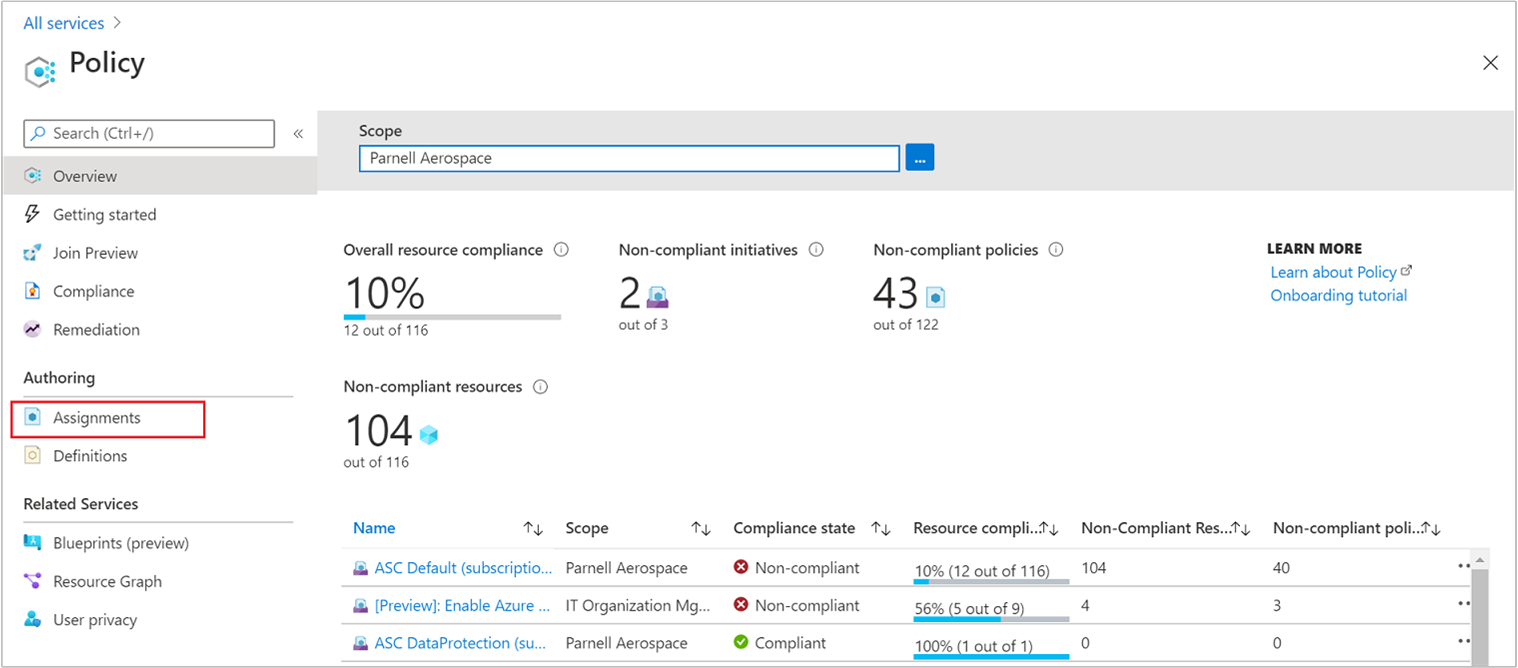 All services
Policy
Search (Ctrl+/)
«
Overview
Getting started
Join Preview
Compliance
Remediation
Authoring
Assignments
Definitions
Related Services
Blueprints (preview)
Resource Graph
User privacy
Scope
Parnell Aerospace
...
Overall resource compliance
10%
12 out of 116
Non-compliant initiatives
2
out of 3
Non-compliant policies
43
out of 122
LEARN MORE
Learn about Policy
Onboarding tutorial
Non-compliant resources
104
out of 116
Name Scope Compliance state Resource compli... Non-Compliant Res... Non-compliant poli...
ASC Default (subscriptio... Parnell Aerospace Non-compliant 10% (12 out of 116) 104 40
[Preview]: Enable Azure ... IT Organization Mg... Non-compliant 56% (5 out of 9) 4 3
ASC DataProtection (su... Parnell Aerospace Compliant 100% (1 out of 1) 0 0